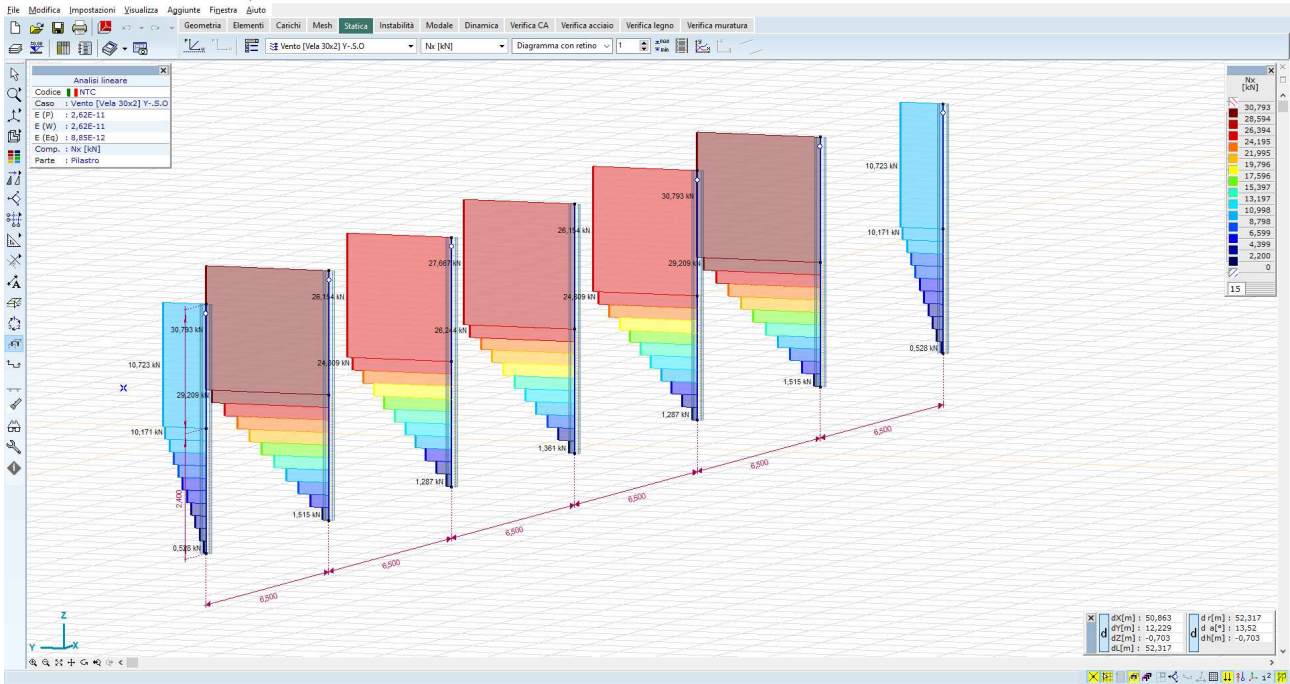 File Modifica Impostazioni Visualizza Aggiunte Finestra Aiuto
Geometria Elementi Carichi Mesh Statica Instabilità Modale Dinamica Verifica CA Verifica acciaio Verifica legno Verifica muratura
Vento [Vela 30x2] Y-.S.O Nx [kN] Diagramma con retino 1
Analisi lineare
Codice NTC
Caso : Vento [Vela 30x2] Y-.S.O
E (P) : 2,62E-11
E (W) : 2,62E-11
E (Eq) : 8,85E-12
Comp. : Nx [kN]
Parte : Pilastro
Nx
[kN]
30,793
28,594
26,394
24,195
21,995
19,796
17,596
15,397
13,197
10,998
8,798
6,599
4,399
2,200
0
15
10,723 kN
10,171 kN
0,528 kN
30,793 kN
29,209 kN
1,515 kN
26,154 kN
24,809 kN
1,287 kN
27,667 kN
26,244 kN
1,361 kN
26,154 kN
24,809 kN
1,287 kN
30,793 kN
29,209 kN
1,515 kN
10,723 kN
10,171 kN
0,528 kN
2,400
6,500
6,500
6,500
6,500
6,500
6,500
Z
Y X
d
dX[m] : 50,863
dY[m] : 12,229
dZ[m] : -0,703
dL[m] : 52,317
d
d r[m] : 52,317
d a[°] : 13,52
dh[m] : -0,703